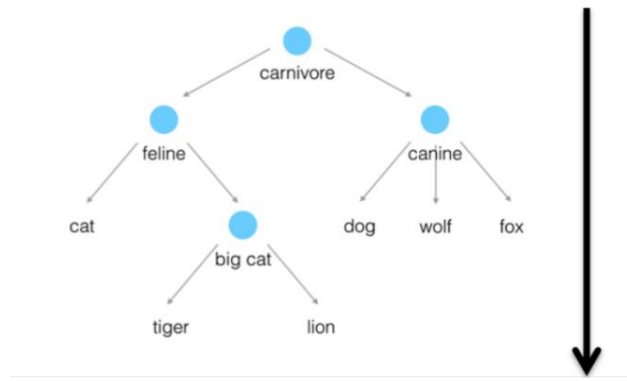 carnivore
feline
canine
cat
dog
wolf
fox
big cat
tiger
lion